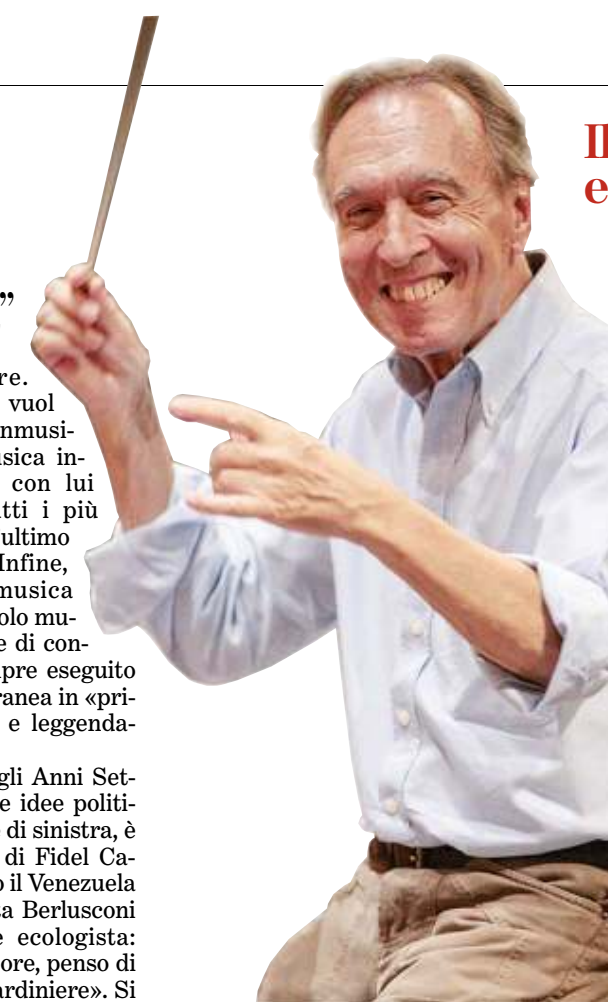 Il
e
”
re.
vuol
nmusi-
sica in-
con lui
tti i più
ultimo
Infine,
musica
olo mu-
e di con-
pre eseguito
ranea in «pri-
e leggenda-
gli Anni Set-
e idee politi-
e di sinistra, è
di Fidel Ca-
o il Venezuela
ta Berlusconi
e ecologista:
ore, penso di
ardiniere». Si